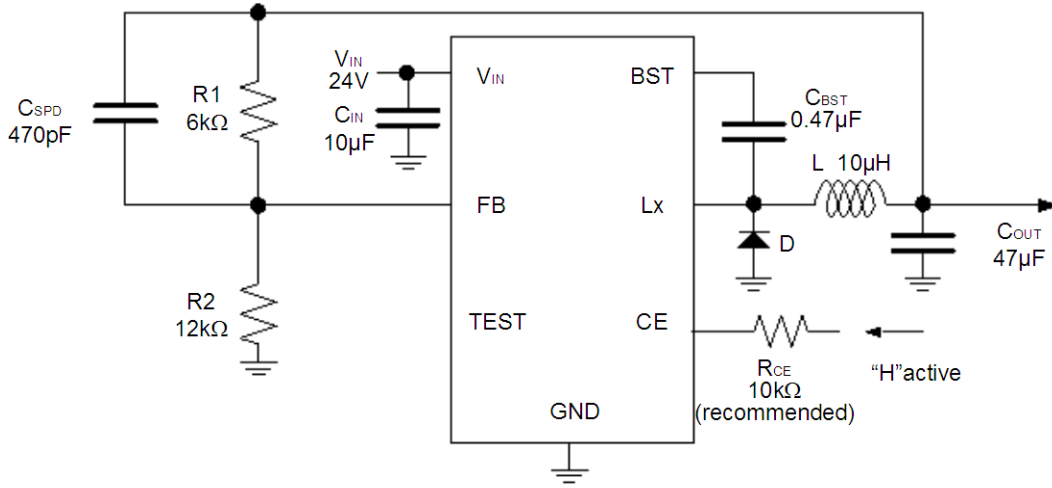 CSPD
470pF
R1
6kΩ
R2
12kΩ
VIN
24V
CIN
10µF
VIN
FB
TEST
GND
BST
Lx
CE
CBST
0.47µF
L 10µH
D
COUT
47µF
RCE
10kΩ
(recommended)
“H”active